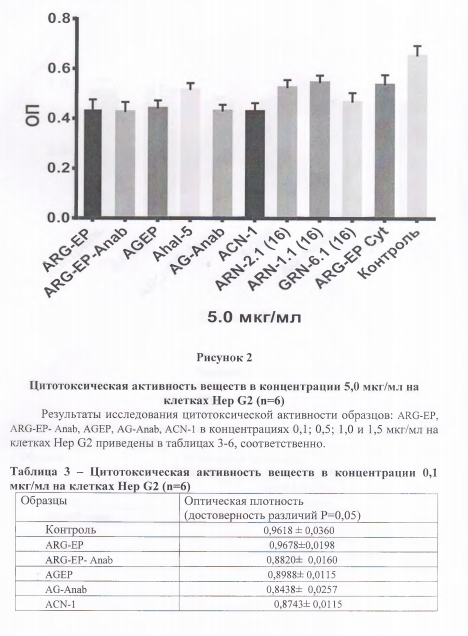 0.8
0.6
0.4
0.2
0.0
ОП
ARG-EP
ARG-EP-Anab
AGEP
Ahal-5
AG-Anab
ACN-1
ARN-2.1 (16)
ARN-1.1 (16)
GRN-6.1 (16)
ARG-EP Cyt
Контроль
5.0 мкг/мл
Рисунок 2
Цитотоксическая активность веществ в концентрации 5,0 мкг/мл на
клетках Hep G2 (n=6)
Результаты исследования цитотоксической активности образцов: ARG-EP,
ARG-EP- Anab, AGEP, AG-Anab, ACN-1 в концентрациях 0,1; 0,5; 1,0 и 1,5 мкг/мл на
клетках Hep G2 приведены в таблицах 3-6, соответственно.
Таблица 3 – Цитотоксическая активность веществ в концентрации 0,1
мкг/мл на клетках Hep G2 (n=6)
Образцы Оптическая плотность
(достоверность различий P=0,05)
Контроль 0,9618 ± 0,0360
ARG-EP 0,9678±0,0198
ARG-EP- Anab 0,8820± 0,0160
AGEP 0,8988± 0,0115
AG-Anab 0,8438± 0,0257
ACN-1 0,8743± 0,0115